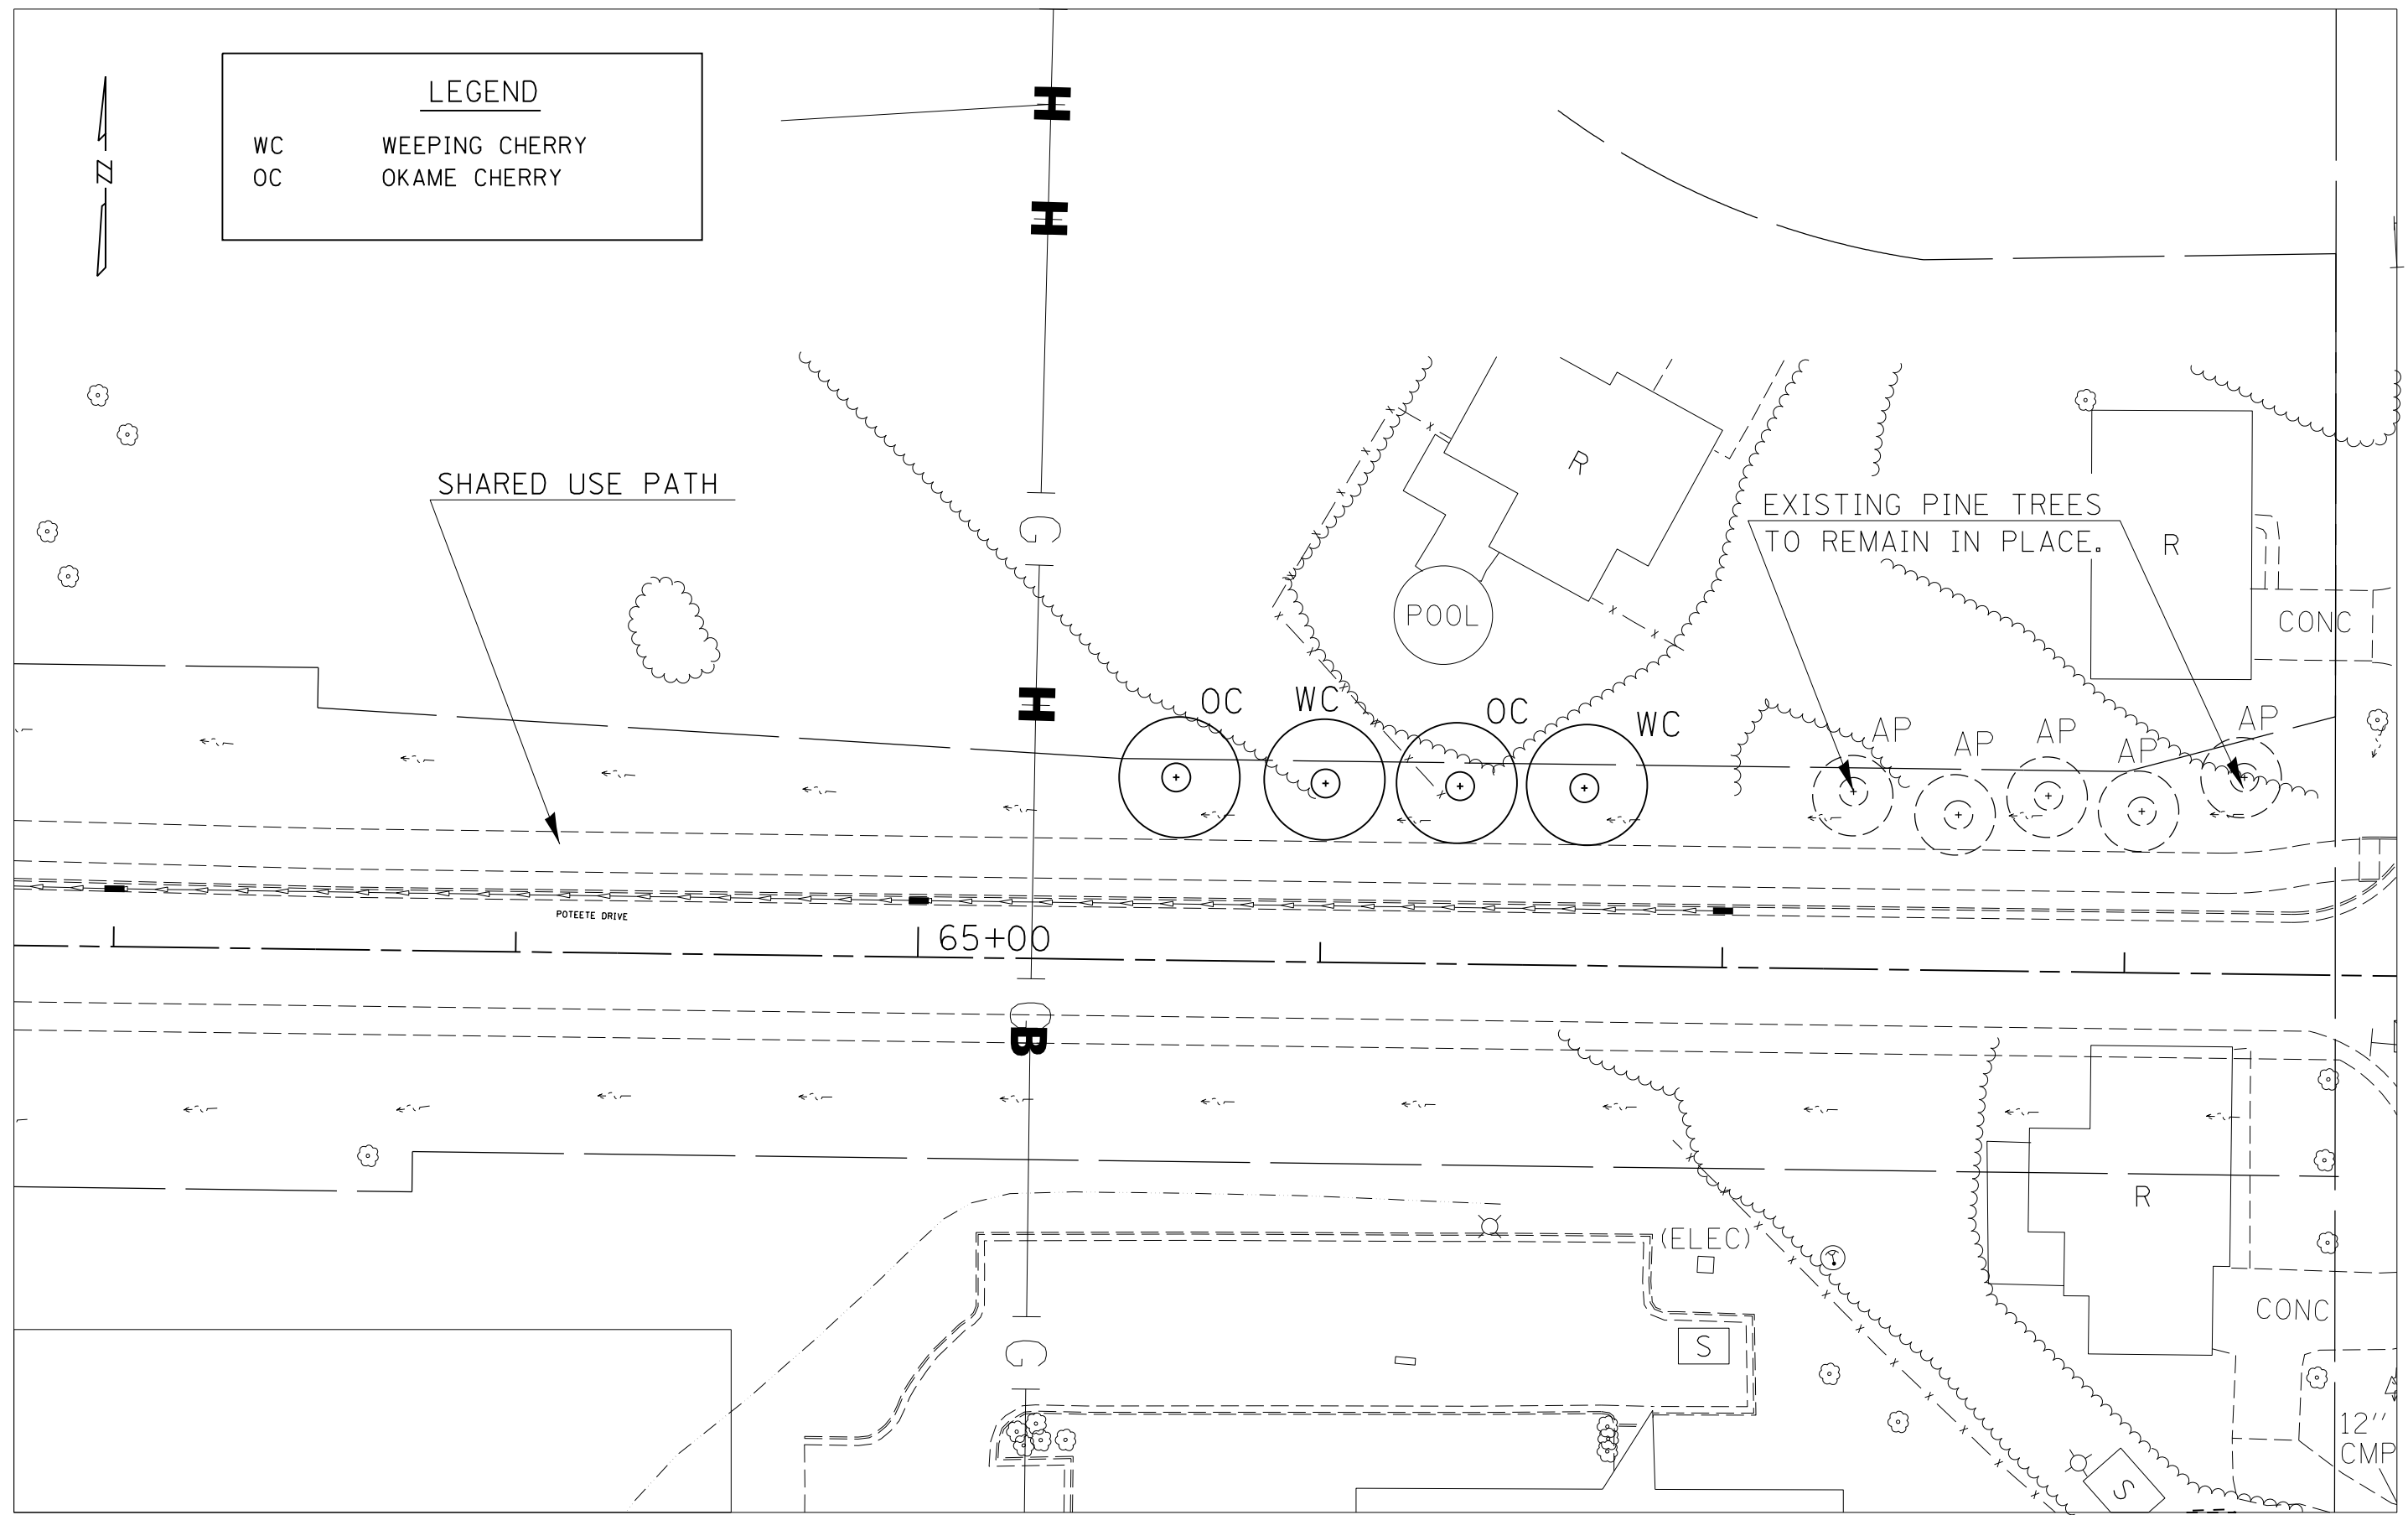 LEGEND
WC WEEPING CHERRY
OC OKAME CHERRY
N
H
H
SHARED USE PATH
R
EXISTING PINE TREES
TO REMAIN IN PLACE.
R
G
POOL
CONC
H
OC
WC
OC
WC
AP
AP
AP
AP
AP
POTEETE DRIVE
65+00
B
R
(ELEC)
CONC
G
S
12''
CMP
S